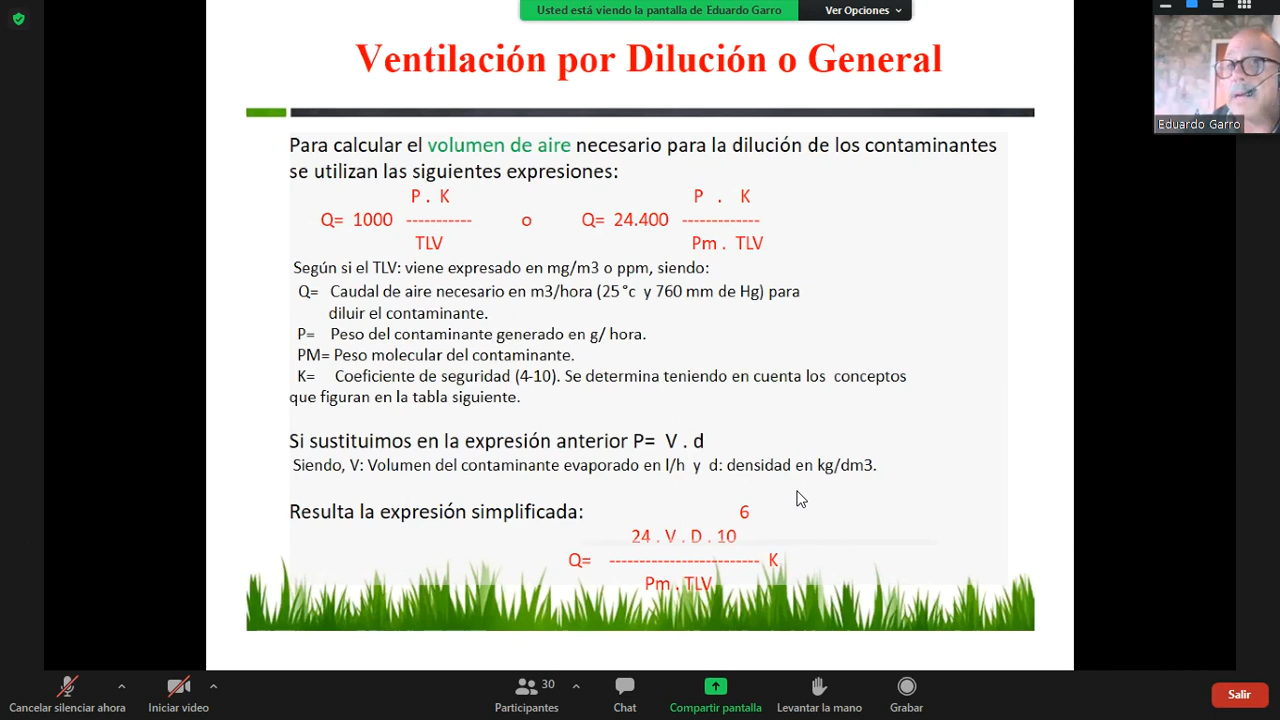 Usted está viendo la pantalla de Eduardo Garro
Ver Opciones
Ventilación por Dilución o General
Eduardo Garro
Para calcular el volumen de aire necesario para la dilución de los contaminantes
se utilizan las siguientes expresiones:
P . K P . K
Q= 1000 ----------- o Q= 24.400 -------------
TLV Pm . TLV
Según si el TLV: viene expresado en mg/m3 o ppm, siendo:
Q= Caudal de aire necesario en m3/hora (25 °c y 760 mm de Hg) para
diluir el contaminante.
P= Peso del contaminante generado en g/ hora.
PM= Peso molecular del contaminante.
K= Coeficiente de seguridad (4-10). Se determina teniendo en cuenta los conceptos
que figuran en la tabla siguiente.
Si sustituimos en la expresión anterior P= V . d
Siendo, V: Volumen del contaminante evaporado en l/h y d: densidad en kg/dm3.
Resulta la expresión simplificada: 6
24 . V . D . 10
Q= ------------------------- K
Pm . TLV
Cancelar silenciar ahora
Iniciar video
30
Participantes
Chat
Compartir pantalla
Levantar la mano
Grabar
Salir